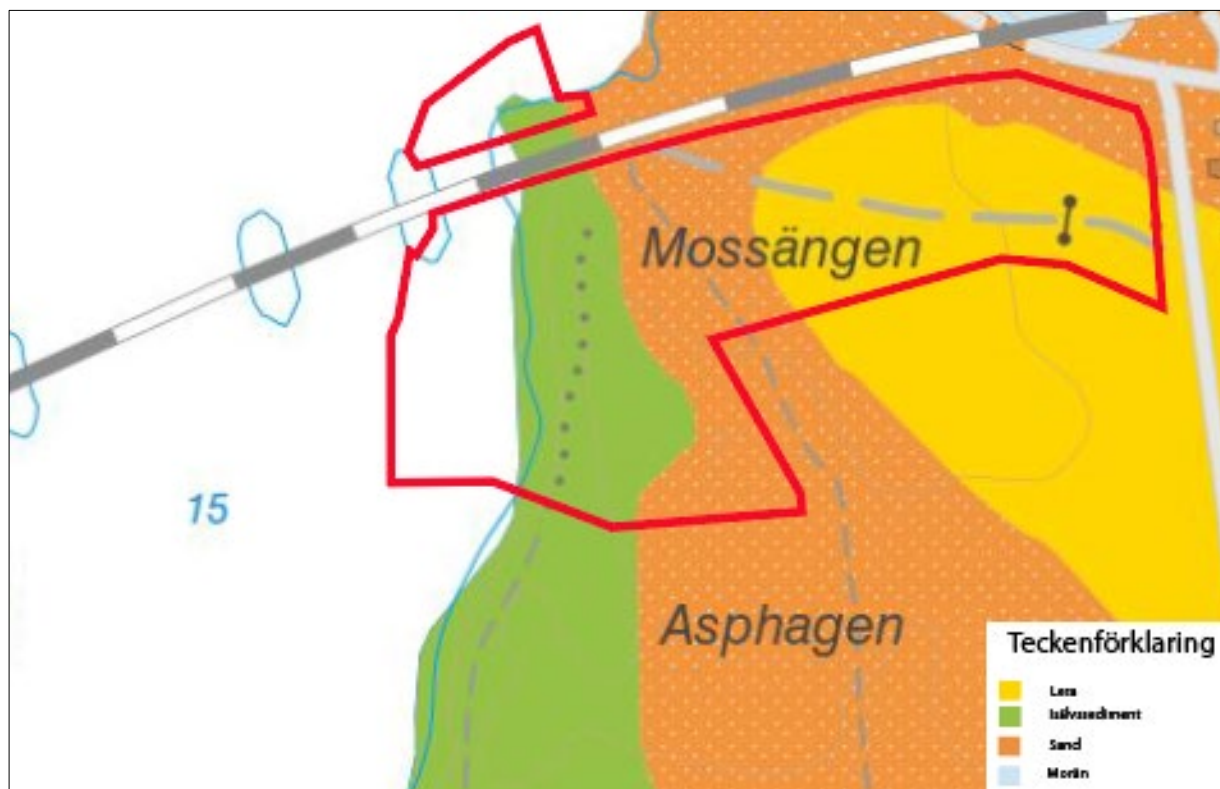 Mossängen
15
Asphagen
Teckenförklaring
Lera
Isälvssediment
Sand
Morän